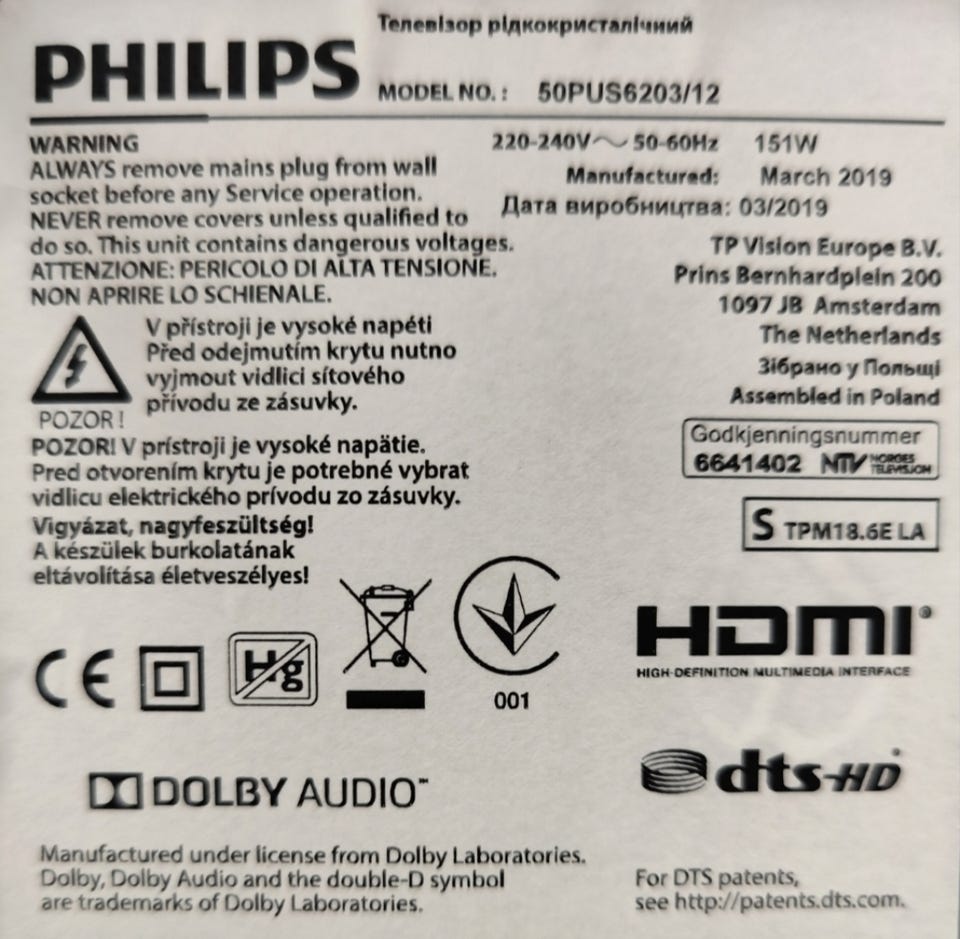 Телевізор рідкокристалічний
PHILIPS
MODEL NO. : 50PUS6203/12
WARNING
ALWAYS remove mains plug from wall
socket before any Service operation.
NEVER remove covers unless qualified to
do so. This unit contains dangerous voltages.
ATTENZIONE: PERICOLO DI ALTA TENSIONE.
NON APRIRE LO SCHIENALE.
V přístroji je vysoké napéti
Před odejmutím krytu nutno
vyjmout vidlici sítového
přívodu ze zásuvky.
POZOR !
POZOR! V prístroji je vysoké napätie.
Pred otvorením krytu je potrebné vybrat
vidlicu elektrického prívodu zo zásuvky.
Vigyázat, nagyfeszültség!
A készülek burkolatának
eltávolítása életveszélyes!
220-240V~ 50-60Hz 151W
Manufactured: March 2019
Дата виробництва: 03/2019
TP Vision Europe B.V.
Prins Bernhardplein 200
1097 JB Amsterdam
The Netherlands
Зібрано у Польщі
Assembled in Poland
Godkjenningsnummer
6641402 NTV NORGES
TELEVISJON
S TPM18.6E LA
CE
Hg
001
HDMI®
HIGH-DEFINITION MULTIMEDIA INTERFACE
DOLBY AUDIO™
dts-HD
Manufactured under license from Dolby Laboratories.
Dolby, Dolby Audio and the double-D symbol
are trademarks of Dolby Laboratories.
For DTS patents,
see http://patents.dts.com.